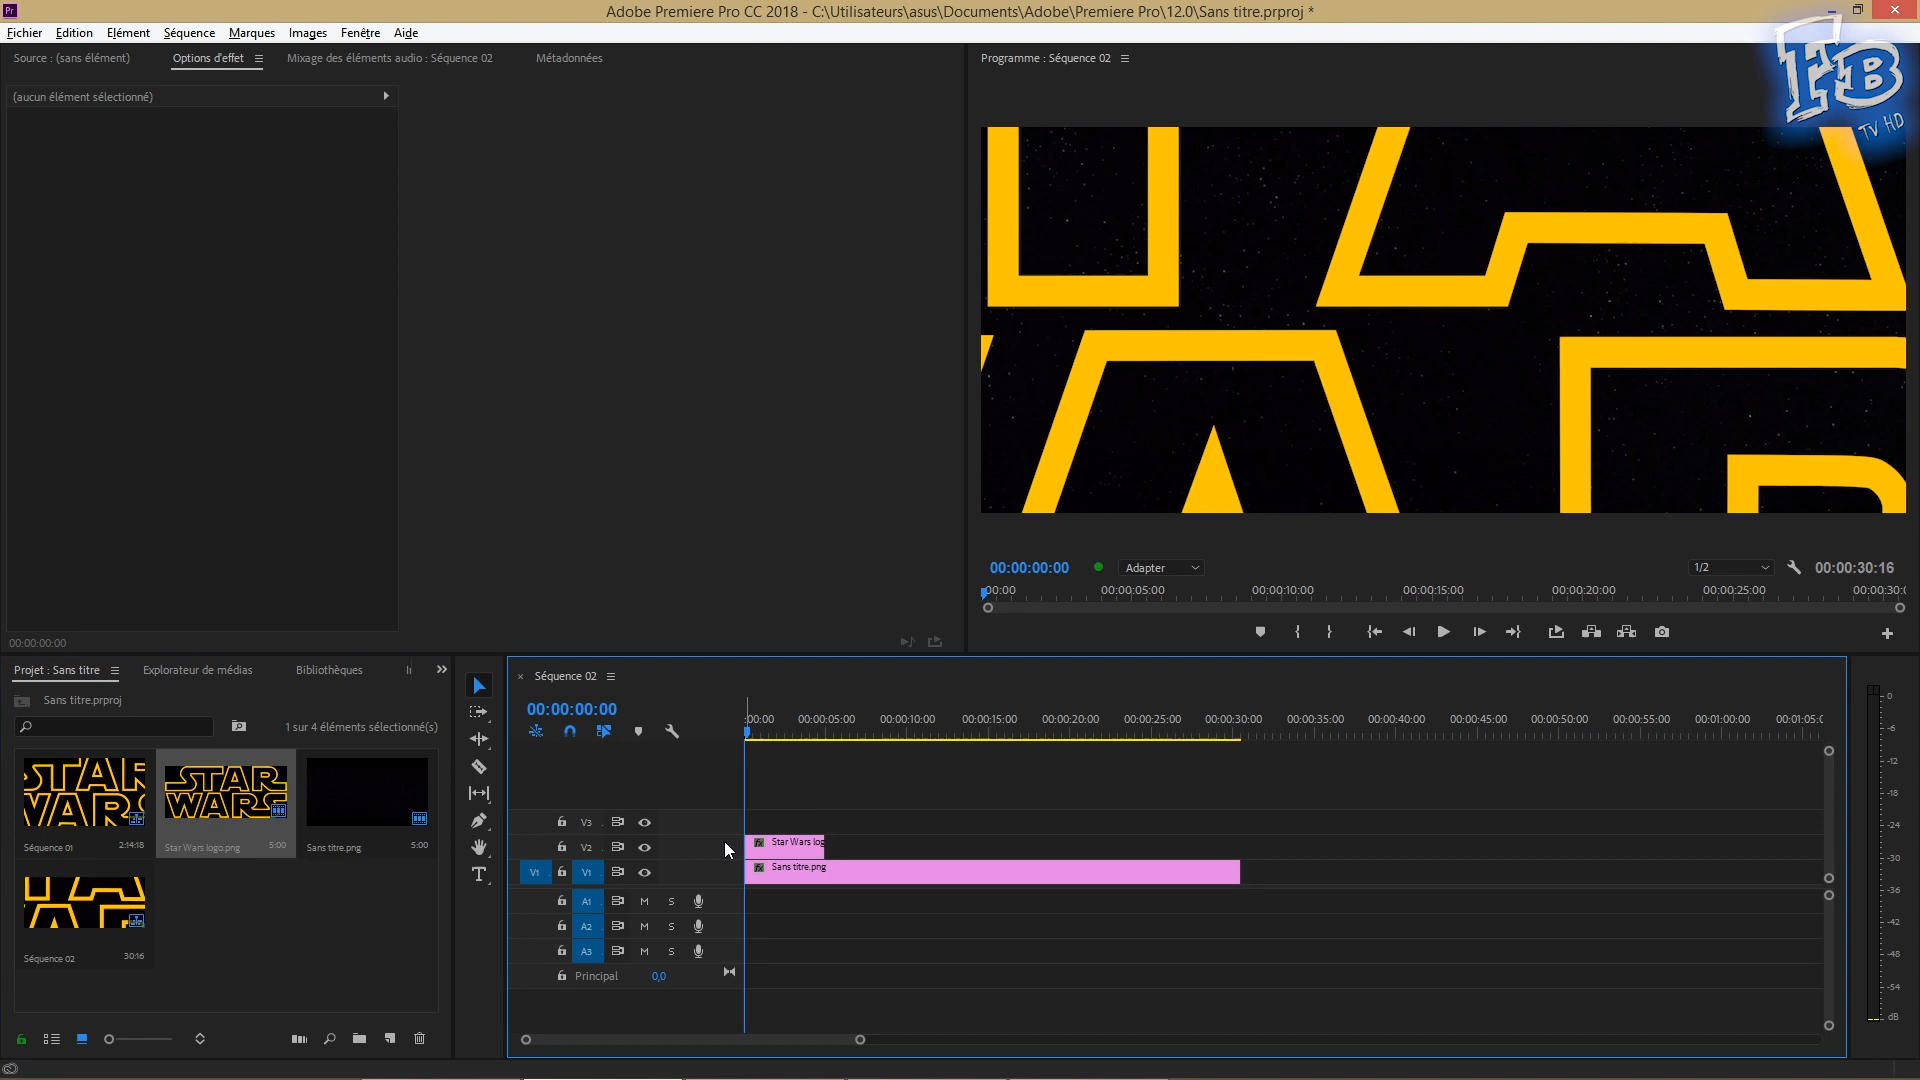 Pr
Adobe Premiere Pro CC 2018 - C:\Utilisateurs\asus\Documents\Adobe\Premiere Pro\12.0\Sans titre.prproj *
Fichier Edition Elément Séquence Marques Images Fenêtre Aide
FB
TV HD
Source : (sans élément) Options d'effet Mixage des éléments audio : Séquence 02 Métadonnées
Programme : Séquence 02
(aucun élément sélectionné)
00:00:00:00 Adapter 1/2 00:00:30:16
00:00 00:00:05:00 00:00:10:00 00:00:15:00 00:00:20:00 00:00:25:00 00:00:30:0
00:00:00:00
Projet : Sans titre Explorateur de médias Bibliothèques
Sans titre.prproj
1 sur 4 éléments sélectionné(s)
STAR WARS
STAR WARS
Séquence 01 2:14:18
Star Wars logo.png 5:00
Sans titre.png 5:00
Séquence 02 30:16
× Séquence 02
00:00:00:00
:00:00 00:00:05:00 00:00:10:00 00:00:15:00 00:00:20:00 00:00:25:00 00:00:30:00 00:00:35:00 00:00:40:00 00:00:45:00 00:00:50:00 00:00:55:00 00:01:00:00 00:01:05:0
V3
V2 fx Star Wars log
V1 V1 fx Sans titre.png
A1 M S
A2 M S
A3 M S
Principal 0,0
0
-6
-12
-18
-24
-30
-36
-42
-48
-54
dB
T